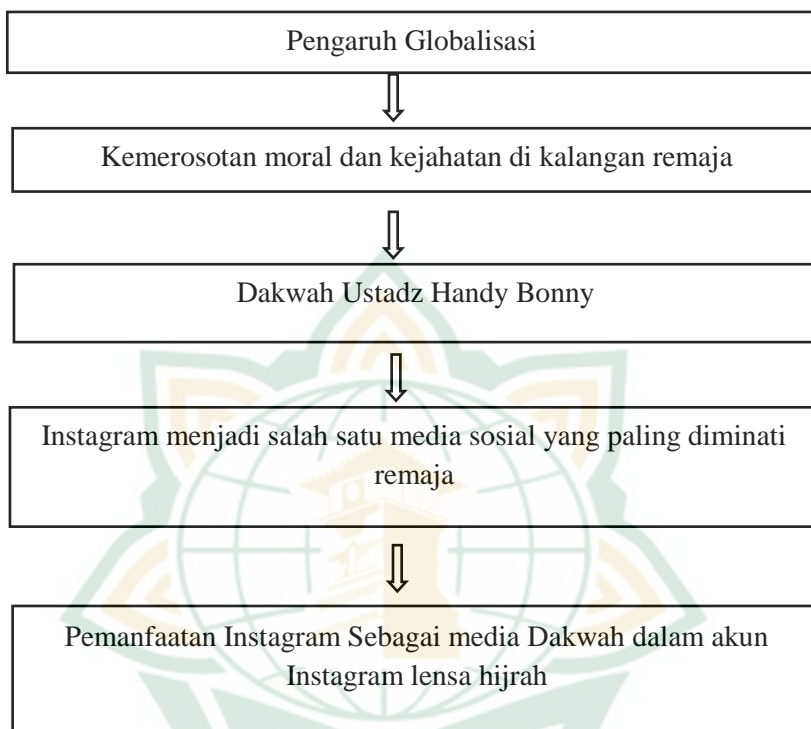 Pengaruh Globalisasi
Kemerosotan moral dan kejahatan di kalangan remaja
Dakwah Ustadz Handy Bonny
Instagram menjadi salah satu media sosial yang paling diminati
remaja
Pemanfaatan Instagram Sebagai media Dakwah dalam akun
Instagram lensa hijrah